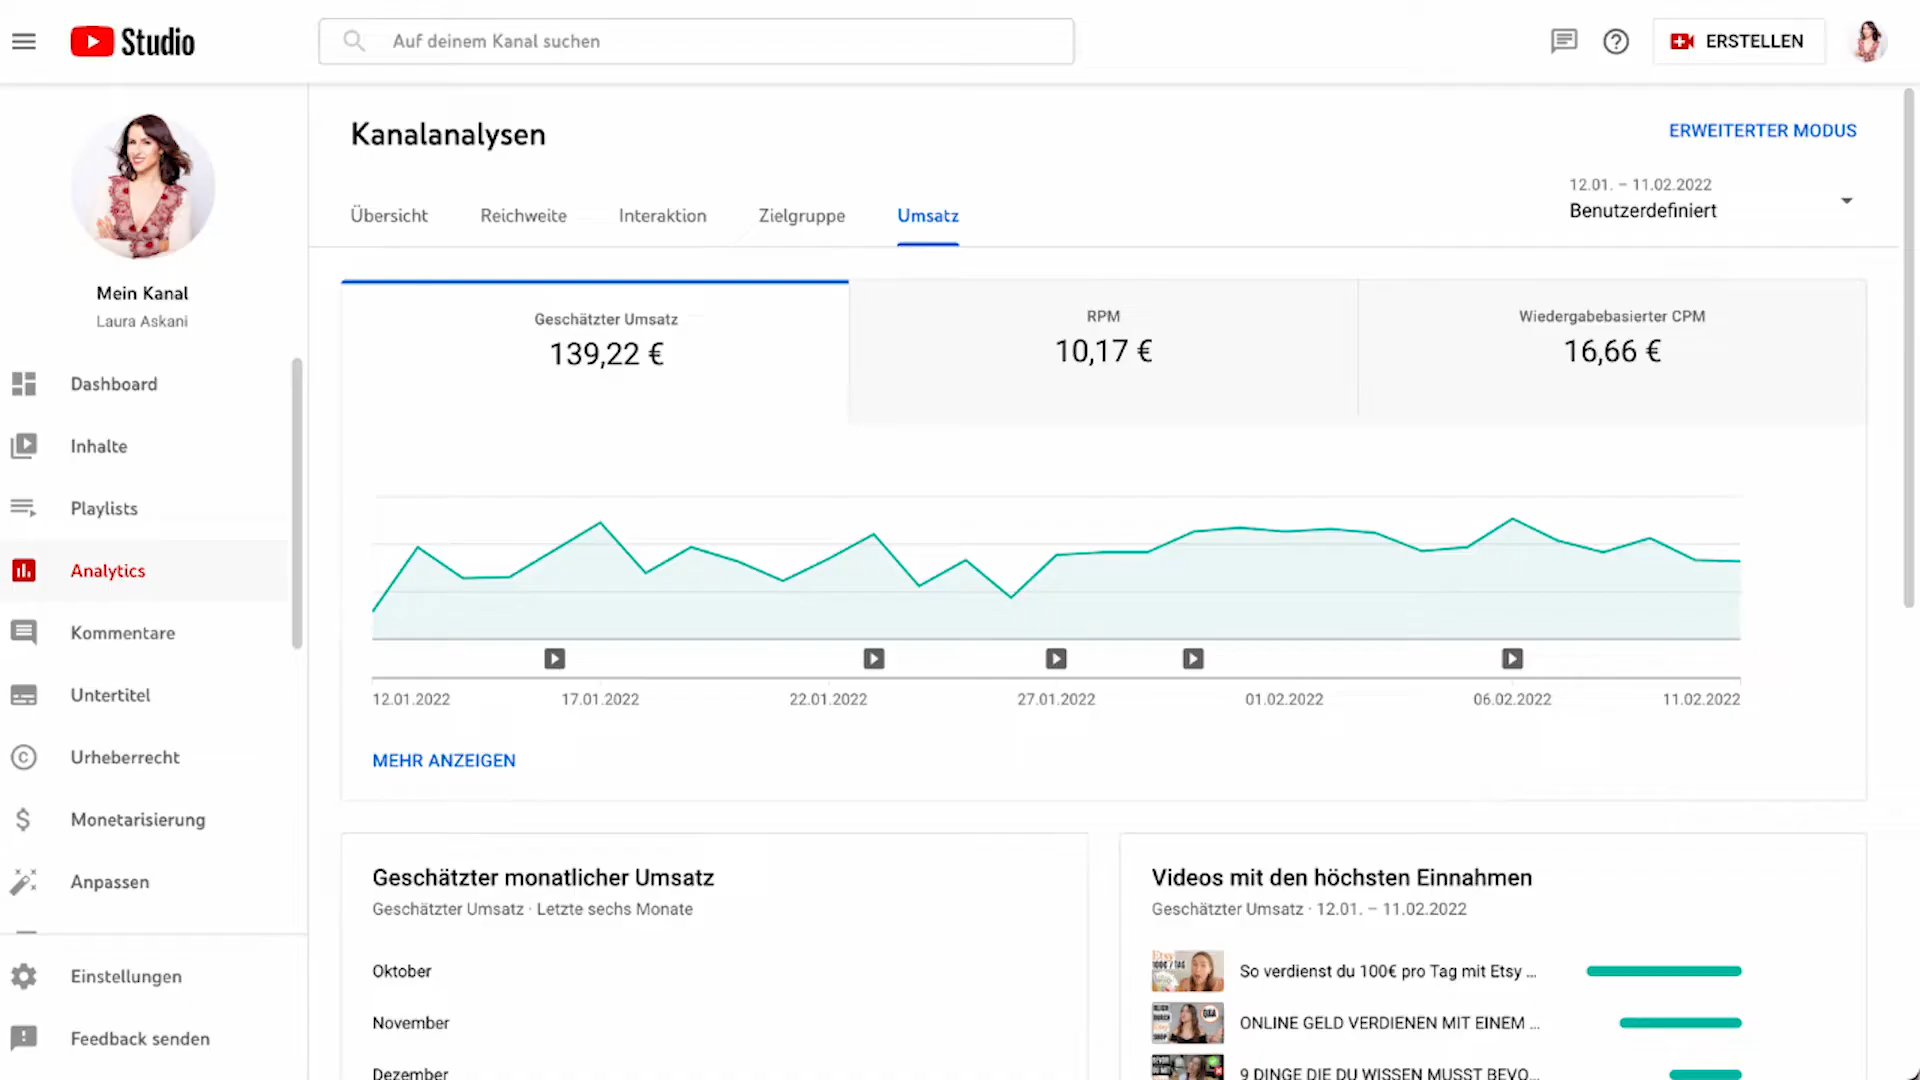 Studio
Auf deinem Kanal suchen
ERSTELLEN
Mein Kanal
Laura Askani
Dashboard
Inhalte
Playlists
Analytics
Kommentare
Untertitel
Urheberrecht
Monetarisierung
Anpassen
Einstellungen
Feedback senden
Kanalanalysen
ERWEITERTER MODUS
Übersicht Reichweite Interaktion Zielgruppe Umsatz
12.01. – 11.02.2022
Benutzerdefiniert
Geschätzter Umsatz
139,22 €
RPM
10,17 €
Wiedergabebasierter CPM
16,66 €
12.01.2022 17.01.2022 22.01.2022 27.01.2022 01.02.2022 06.02.2022 11.02.2022
MEHR ANZEIGEN
Geschätzter monatlicher Umsatz
Geschätzter Umsatz · Letzte sechs Monate
Oktober
November
Dezember
Videos mit den höchsten Einnahmen
Geschätzter Umsatz · 12.01. – 11.02.2022
So verdienst du 100€ pro Tag mit Etsy ...
ONLINE GELD VERDIENEN MIT EINEM ...
9 DINGE DIE DU WISSEN MUSST BEVO...